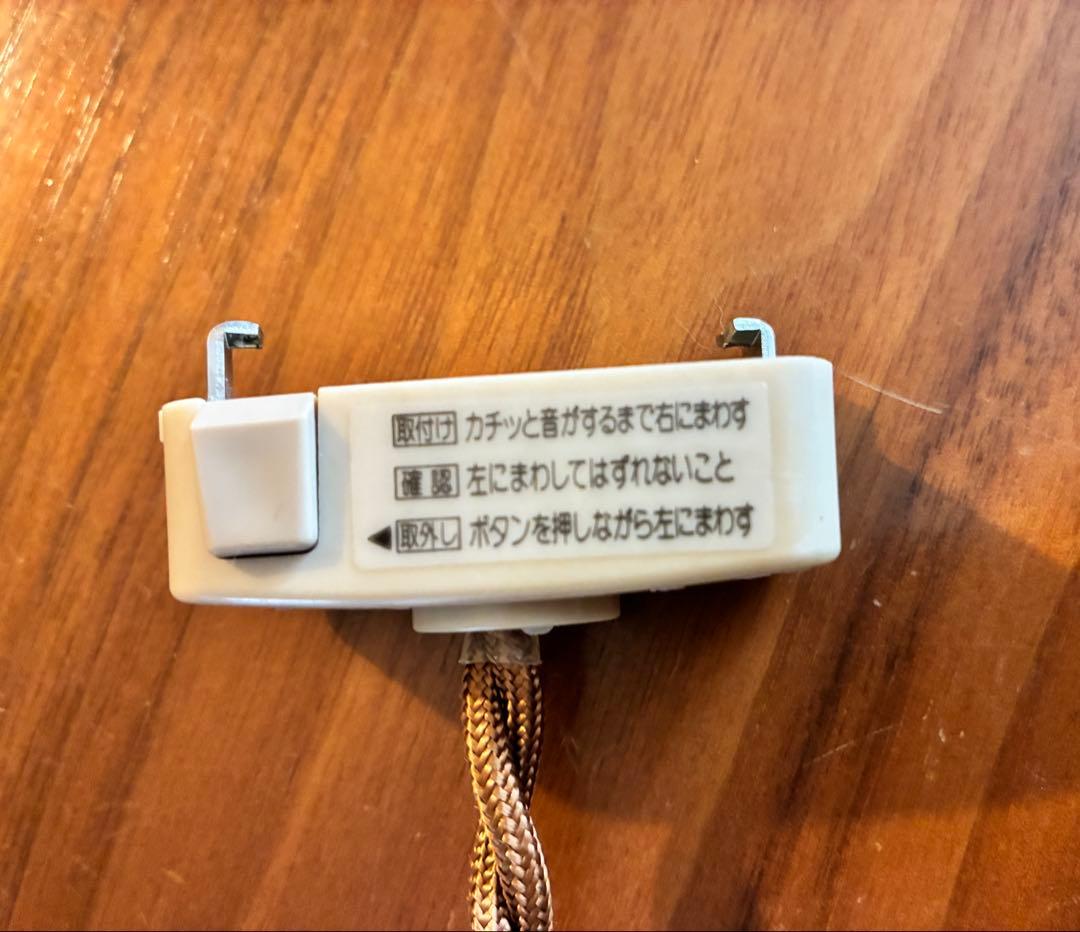 取付け カチッと音がするまで右にまわす
確認 左にまわしてはずれないこと
◀取外し ボタンを押しながら左にまわす